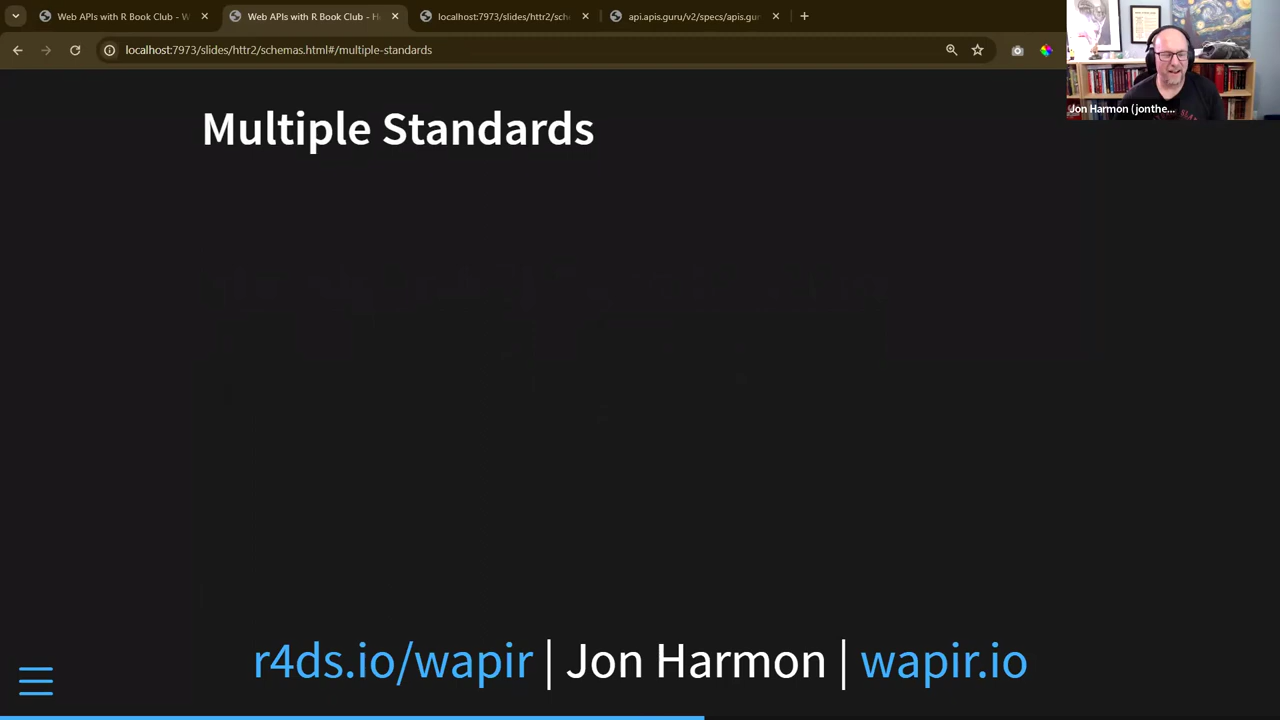 Web APIs with R Book Club - W
Web APIs with R Book Club - H
localhost:7973/slides/httr2/sch
api.apis.guru/v2/specs/apis.gu
localhost:7973/slides/httr2/schemas.html#/multiple-standards
Jon Harmon (jonthe...
Multiple Standards
r4ds.io/wapir | Jon Harmon | wapir.io